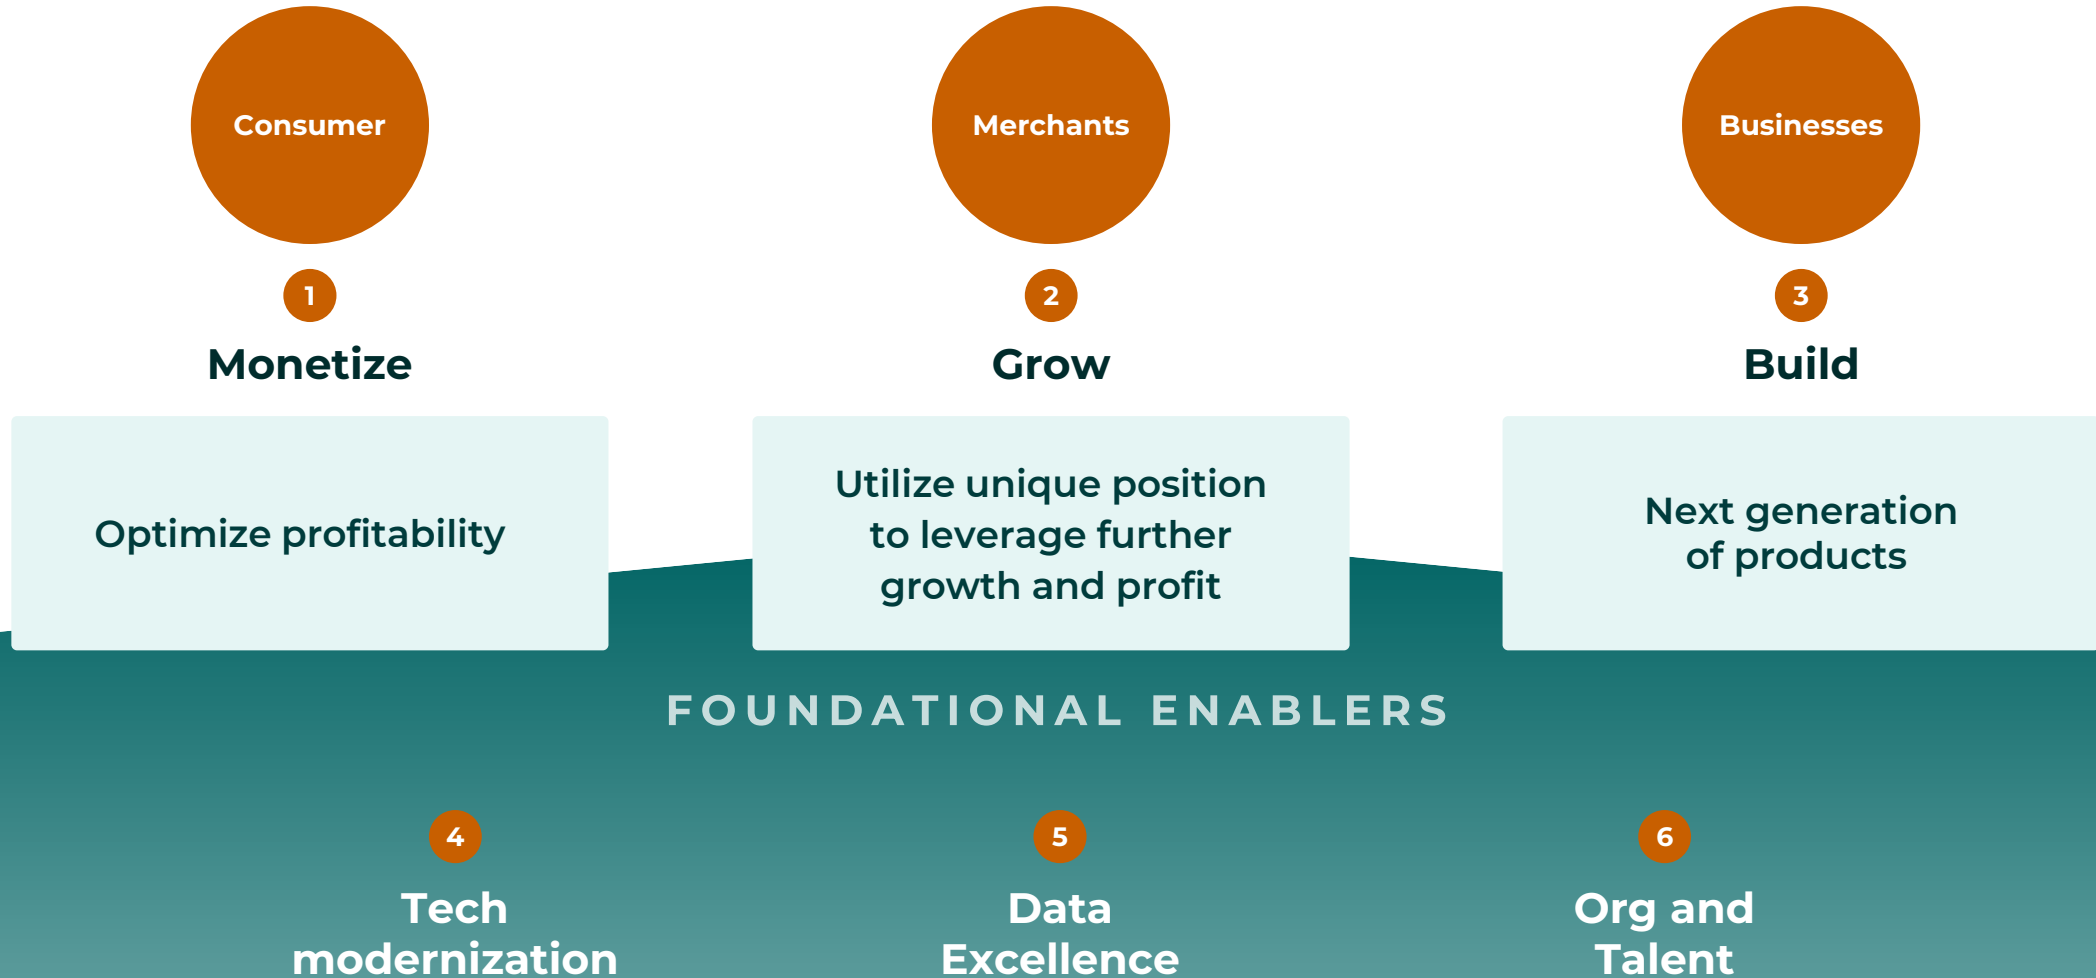 Consumer
Merchants
Businesses
1
2
3
Monetize
Grow
Build
Optimize profitability
Utilize unique position
to leverage further
growth and profit
Next generation
of products
FOUNDATIONAL ENABLERS
4
5
6
Tech
modernization
Data
Excellence
Org and
Talent